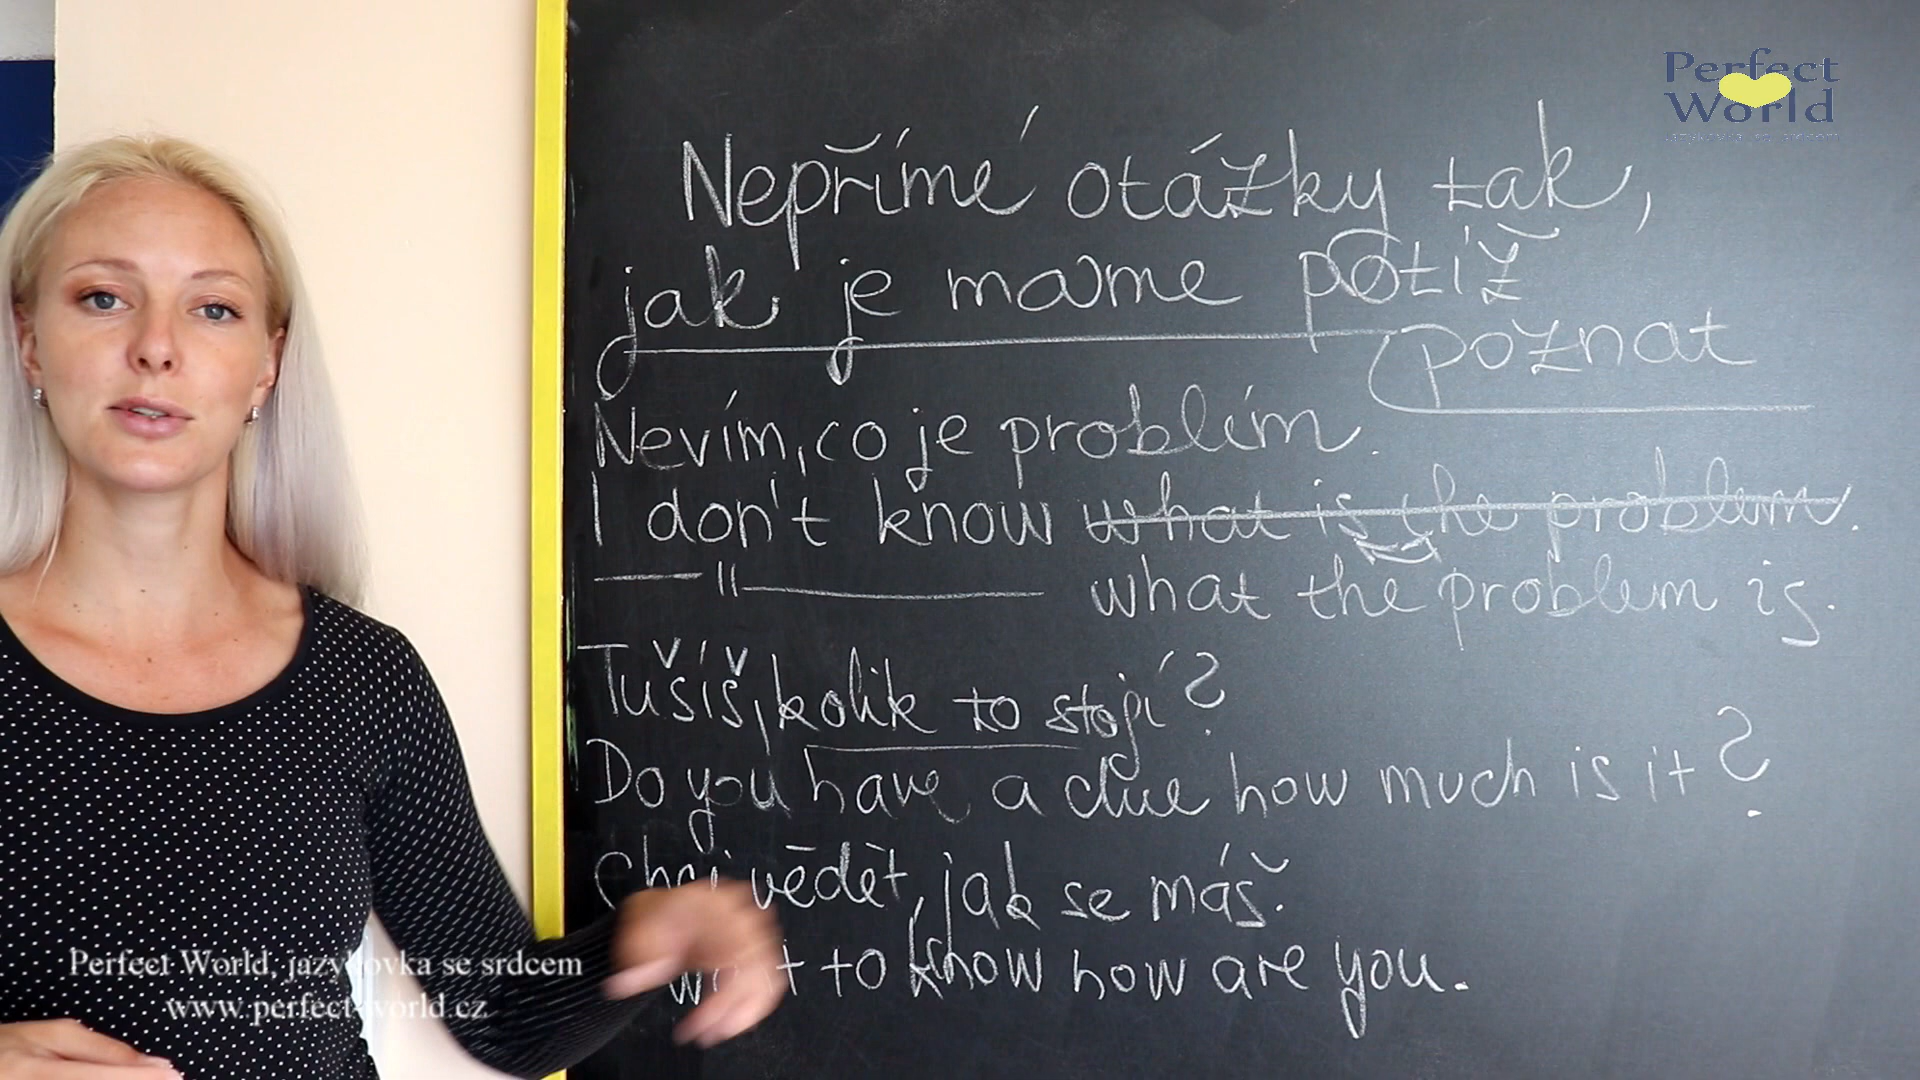 Perfect
World
Nepřímé otázky tak,
jak je máme potíž
poznat
Nevím, co je problém.
I don't know what is the problem.
—— " ———— what the problem is.
Tušíš, kolik to stojí?
Do you have a clue how much is it?
Chci vědět, jak se máš.
want to know how are you.
Perfect World, jazykovka se srdcem
www.perfect-world.cz